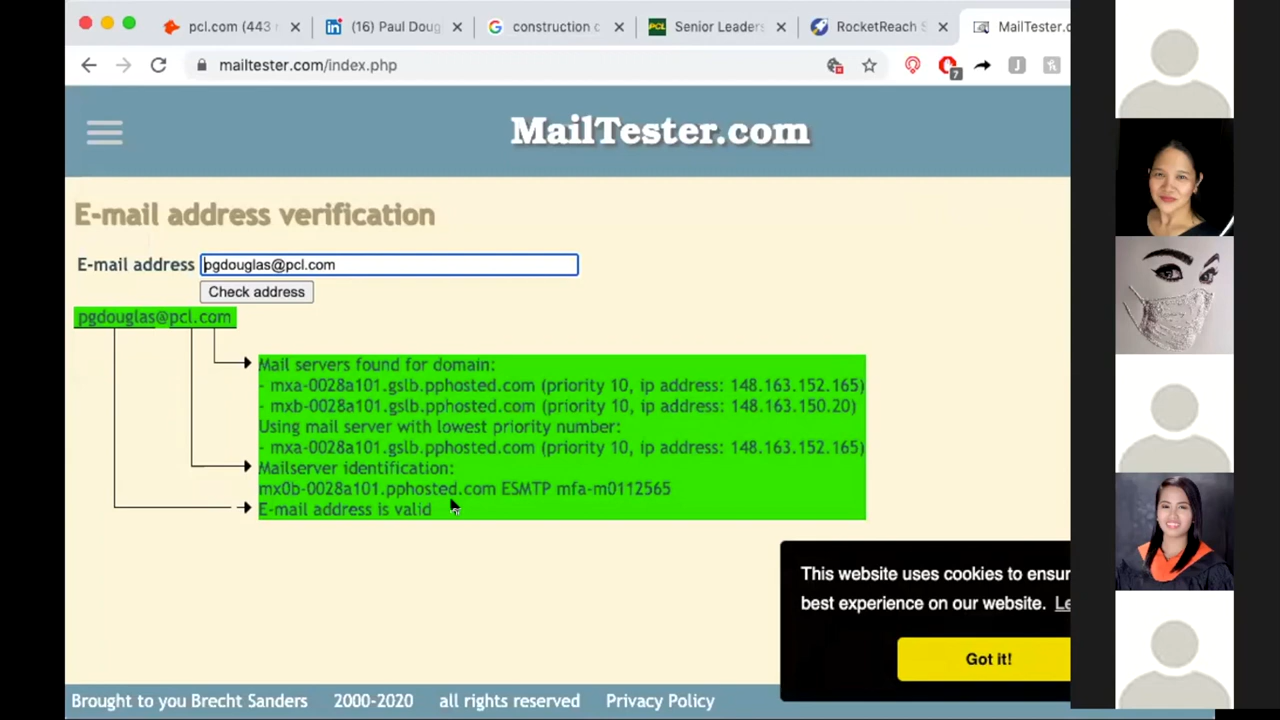 pcl.com (443
(16) Paul Doug
construction c
Senior Leader
RocketReach S
MailTester.c
mailtester.com/index.php
7
J
MailTester.com
E-mail address verification
E-mail address pgdouglas@pcl.com
Check address
pgdouglas@pcl.com
Mail servers found for domain:
- mxa-0028a101.gslb.pphosted.com (priority 10, ip address: 148.163.152.165)
- mxb-0028a101.gslb.pphosted.com (priority 10, ip address: 148.163.150.20)
Using mail server with lowest priority number:
- mxa-0028a101.gslb.pphosted.com (priority 10, ip address: 148.163.152.165)
Mailserver identification:
mx0b-0028a101.pphosted.com ESMTP mfa-m0112565
E-mail address is valid
This website uses cookies to ensur
best experience on our website. Le
Got it!
Brought to you Brecht Sanders 2000-2020 all rights reserved Privacy Policy